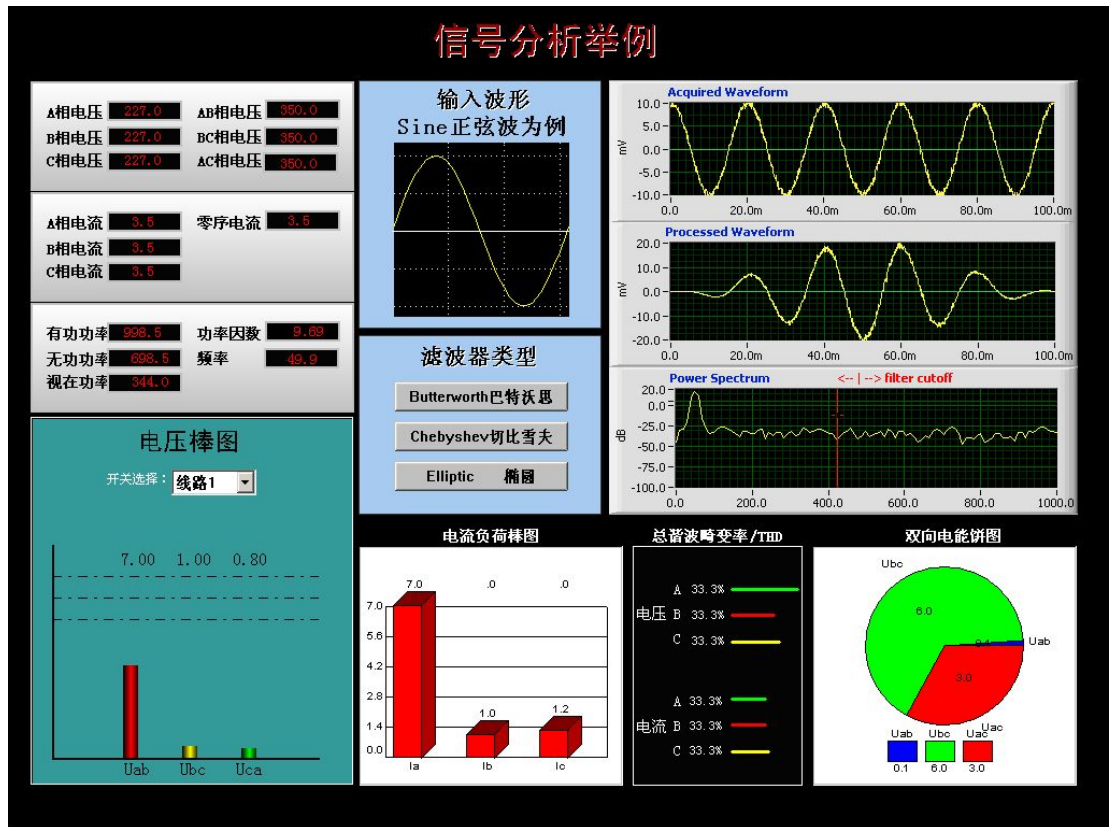 信号分析举例
A相电压 227.0 AB相电压 350.0
B相电压 227.0 BC相电压 350.0
C相电压 227.0 AC相电压 350.0
A相电流 3.5 零序电流 3.5
B相电流 3.5
C相电流 3.5
有功功率 998.5 功率因数 9.69
无功功率 698.5 频率 49.9
视在功率 344.0
输入波形
Sine正弦波为例
滤波器类型
Butterworth巴特沃思
Chebyshev切比雪夫
Elliptic 椭圆
Acquired Waveform
10.0
5.0
mV
0.0
-5.0
-10.0
0.0 20.0m 40.0m 60.0m 80.0m 100.0m
Processed Waveform
20.0
10.0
mV
0.0
-10.0
-20.0
0.0 20.0m 40.0m 60.0m 80.0m 100.0m
Power Spectrum <-- | --> filter cutoff
20.0
0.0
dB
-25.0
-50.0
-75.0
-100.0
0.0 200.0 400.0 600.0 800.0 1000.0
电压棒图
开关选择： 线路1
7.00 1.00 0.80
Uab Ubc Uca
电流负荷棒图
7.0 .0 .0
7.0
5.6
4.2
2.8
1.4
0.0
1.0 1.2
Ia Ib Ic
总谐波畸变率/THD
A 33.3%
电压 B 33.3%
C 33.3%
A 33.3%
电流 B 33.3%
C 33.3%
双向电能饼图
Ubc
6.0
0.1 Uab
3.0
Uac
Uab Ubc Uac
0.1 6.0 3.0